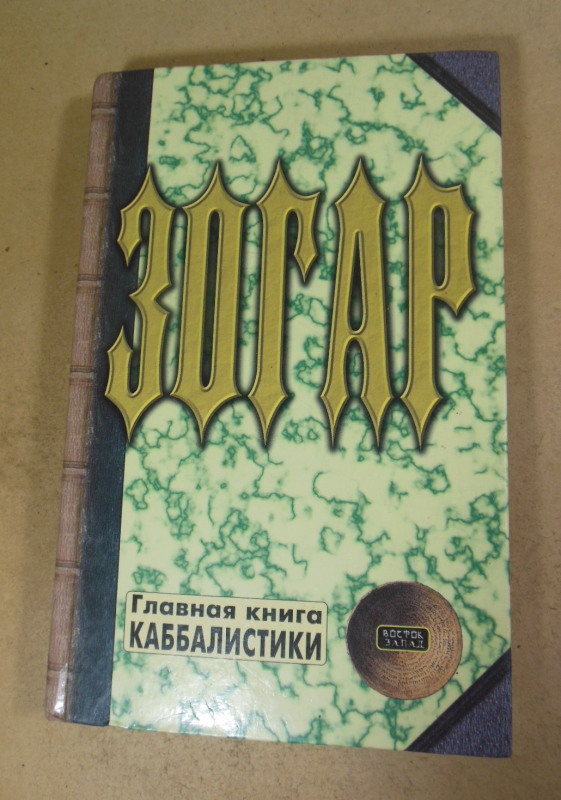 ЗОГАР
Главная книга
КАББАЛИСТИКИ
ВОСТОК
ЗАПАД